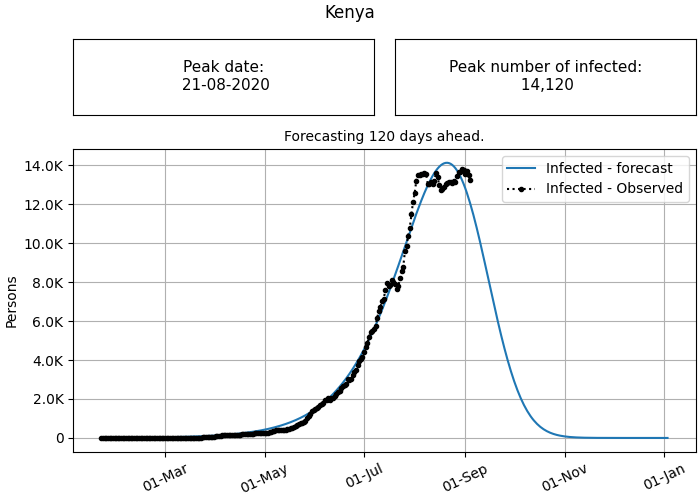 Kenya
Peak date:
21-08-2020
Peak number of infected:
14,120
Forecasting 120 days ahead.
14.0K
12.0K
10.0K
8.0K
6.0K
4.0K
2.0K
0
Persons
Infected - forecast
Infected - Observed
01-Mar
01-May
01-Jul
01-Sep
01-Nov
01-Jan